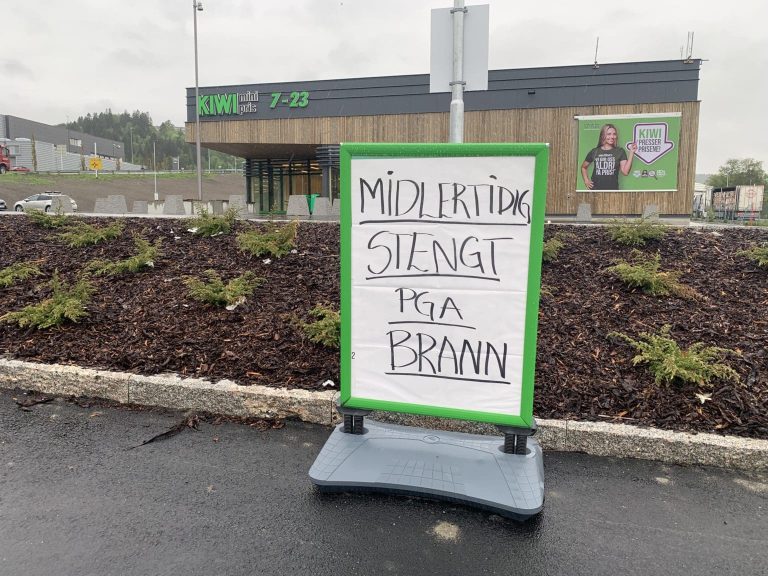 KIWI mini pris 7-23
KIWI
PRESSER
PRISENE!
MIDLERTIDIG
STENGT
PGA
BRANN